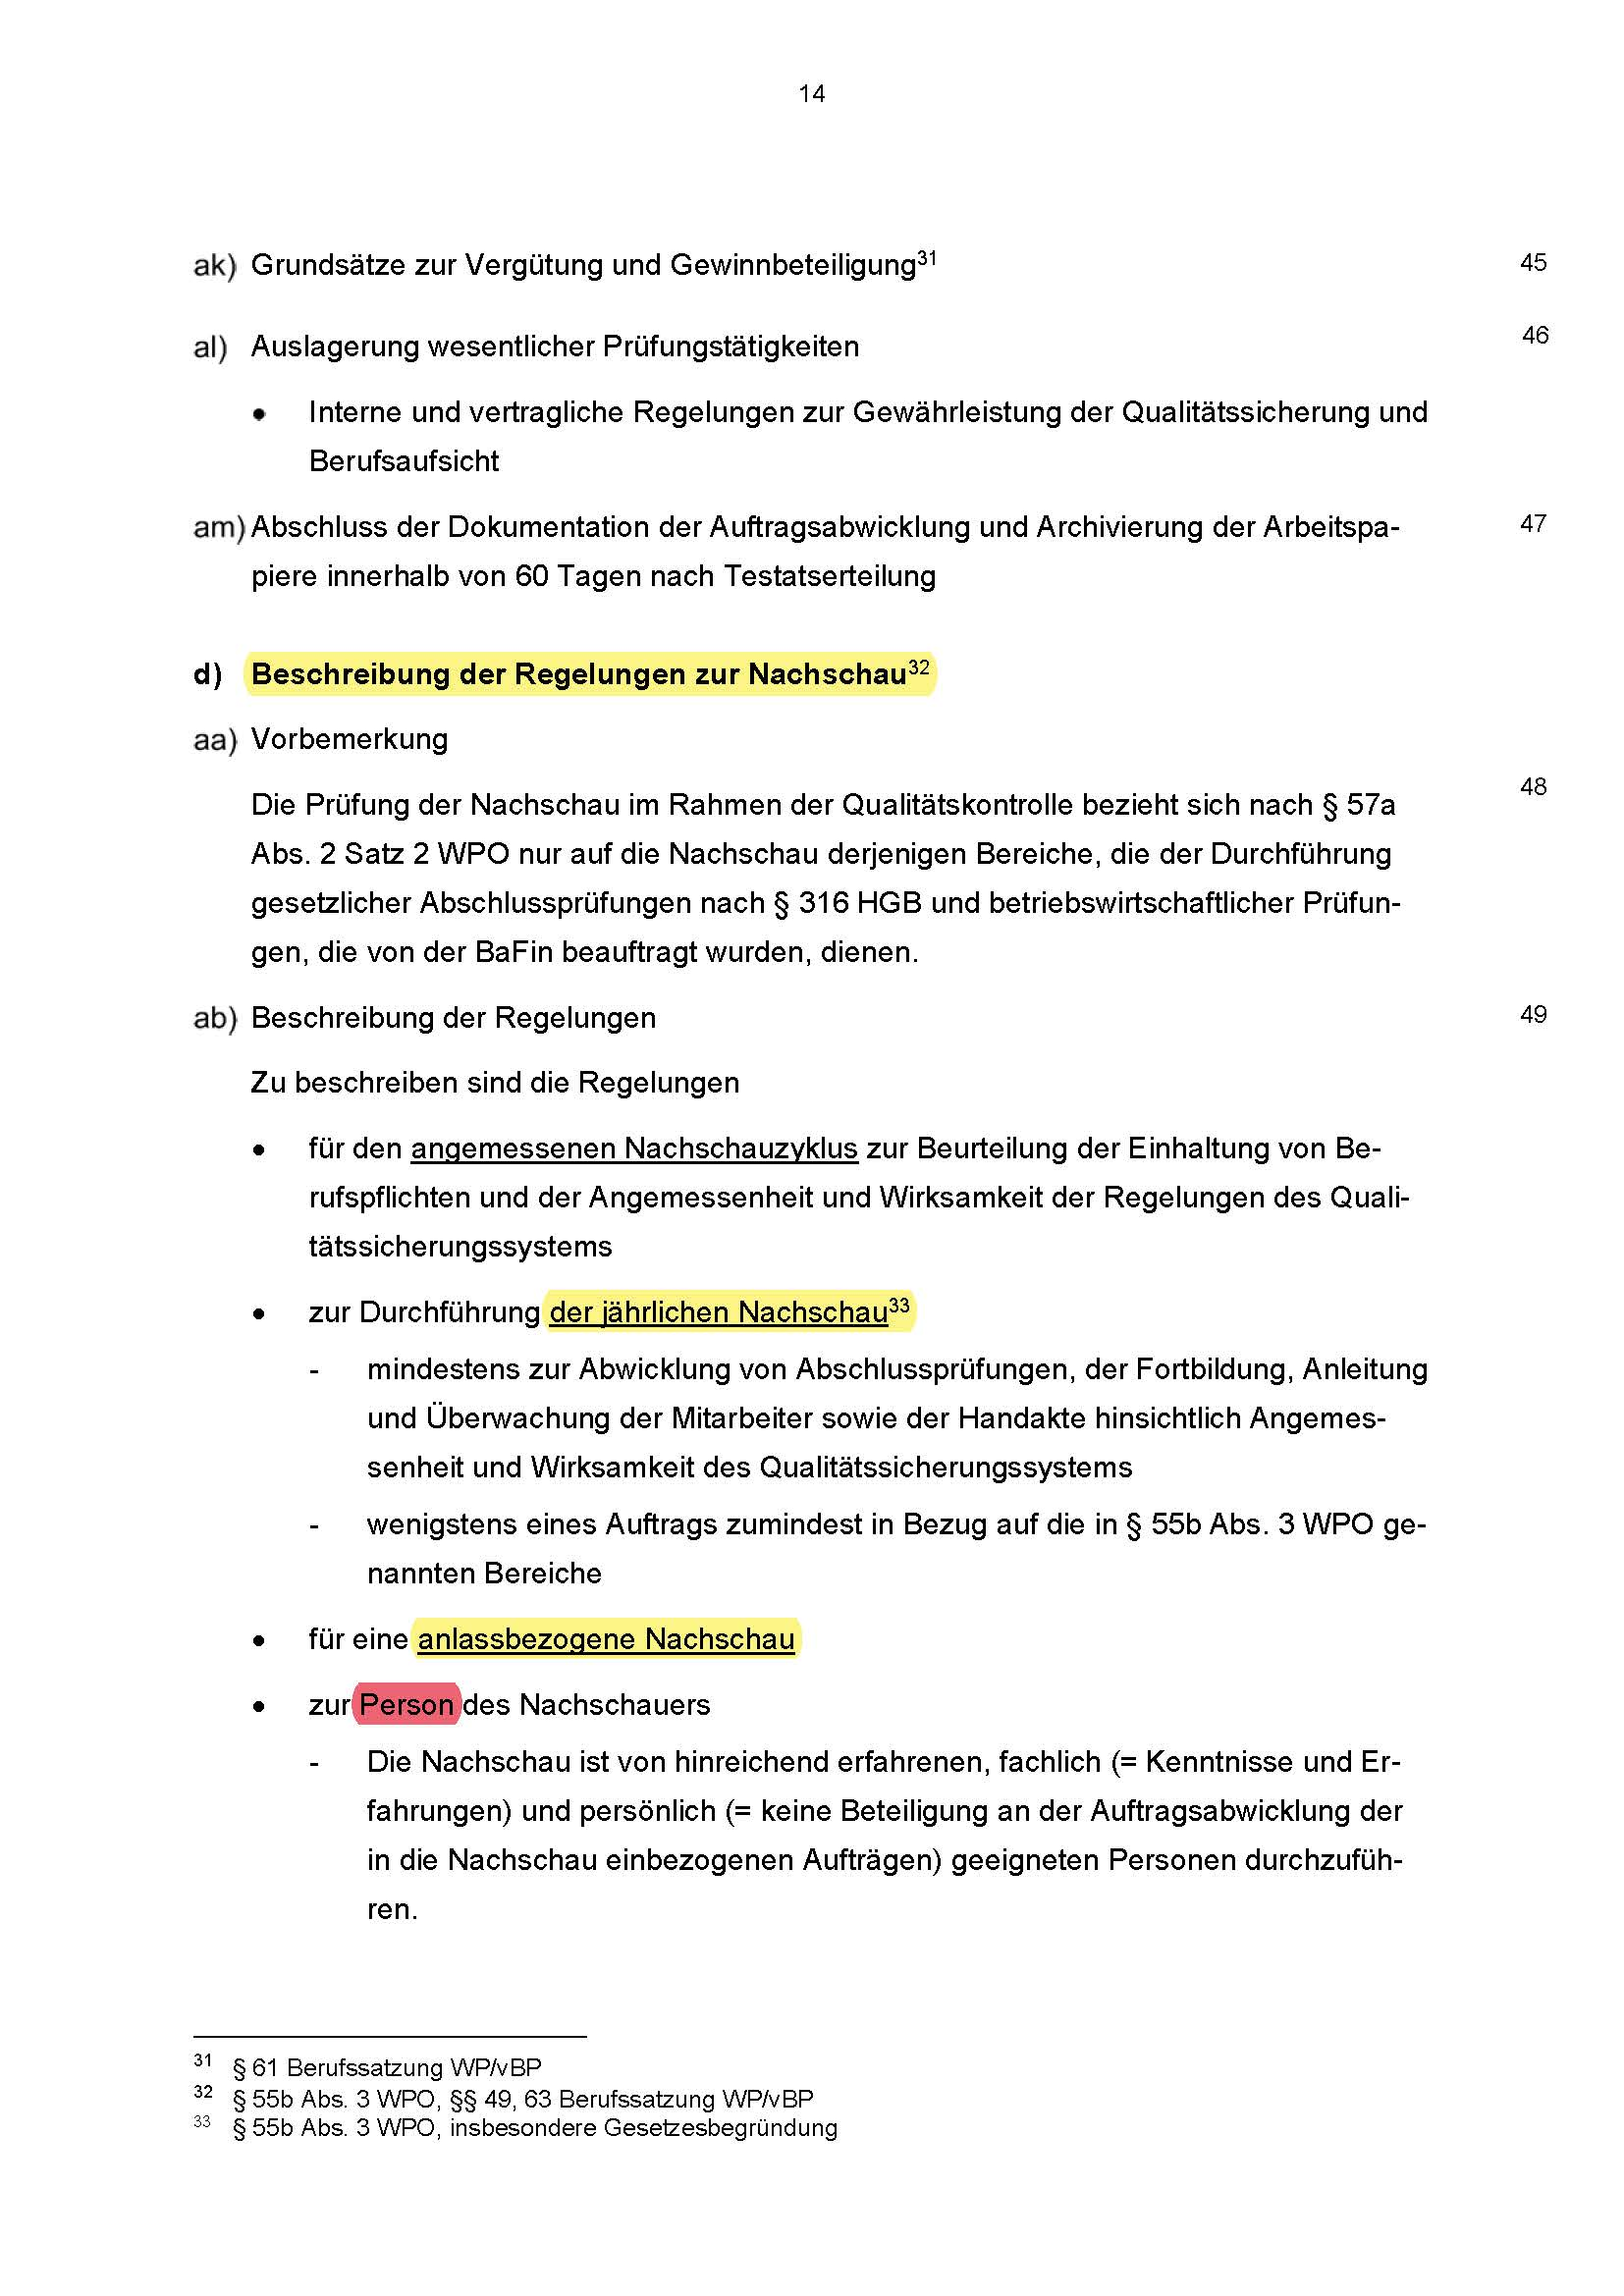 14
ak) Grundsätze zur Vergütung und Gewinnbeteiligung31 45
al) Auslagerung wesentlicher Prüfungstätigkeiten 46
● Interne und vertragliche Regelungen zur Gewährleistung der Qualitätssicherung und
Berufsaufsicht
am) Abschluss der Dokumentation der Auftragsabwicklung und Archivierung der Arbeitspa- 47
piere innerhalb von 60 Tagen nach Testatserteilung
d) Beschreibung der Regelungen zur Nachschau32
aa) Vorbemerkung
Die Prüfung der Nachschau im Rahmen der Qualitätskontrolle bezieht sich nach § 57a 48
Abs. 2 Satz 2 WPO nur auf die Nachschau derjenigen Bereiche, die der Durchführung
gesetzlicher Abschlussprüfungen nach § 316 HGB und betriebswirtschaftlicher Prüfun-
gen, die von der BaFin beauftragt wurden, dienen.
ab) Beschreibung der Regelungen 49
Zu beschreiben sind die Regelungen
● für den angemessenen Nachschauzyklus zur Beurteilung der Einhaltung von Be-
rufspflichten und der Angemessenheit und Wirksamkeit der Regelungen des Quali-
tätssicherungssystems
● zur Durchführung der jährlichen Nachschau33
- mindestens zur Abwicklung von Abschlussprüfungen, der Fortbildung, Anleitung
und Überwachung der Mitarbeiter sowie der Handakte hinsichtlich Angemes-
senheit und Wirksamkeit des Qualitätssicherungssystems
- wenigstens eines Auftrags zumindest in Bezug auf die in § 55b Abs. 3 WPO ge-
nannten Bereiche
● für eine anlassbezogene Nachschau
● zur Person des Nachschauers
- Die Nachschau ist von hinreichend erfahrenen, fachlich (= Kenntnisse und Er-
fahrungen) und persönlich (= keine Beteiligung an der Auftragsabwicklung der
in die Nachschau einbezogenen Aufträgen) geeigneten Personen durchzufüh-
ren.
31 § 61 Berufssatzung WP/vBP
32 § 55b Abs. 3 WPO, §§ 49, 63 Berufssatzung WP/vBP
33 § 55b Abs. 3 WPO, insbesondere Gesetzesbegründung